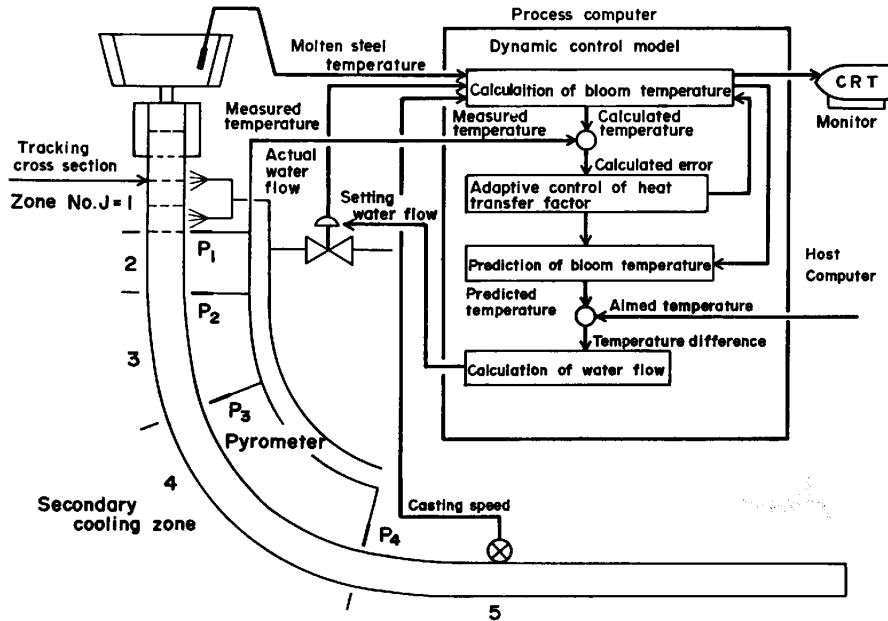 Process computer
Molten steel
temperature
Dynamic control model
Calculaition of bloom temperature
CRT
Monitor
Measured
temperature
Measured
temperature
Calculated
temperature
Tracking
cross section
Actual
water
flow
Calculated error
Zone No.J=1
Setting
water flow
Adaptive control of heat
transfer factor
2
P1
Prediction of bloom temperature
Host
Computer
P2
Predicted
temperature
Aimed temperature
3
Temperature difference
Calculation of water flow
P3
Pyrometer
4
Secondary
cooling zone
Casting speed
P4
5